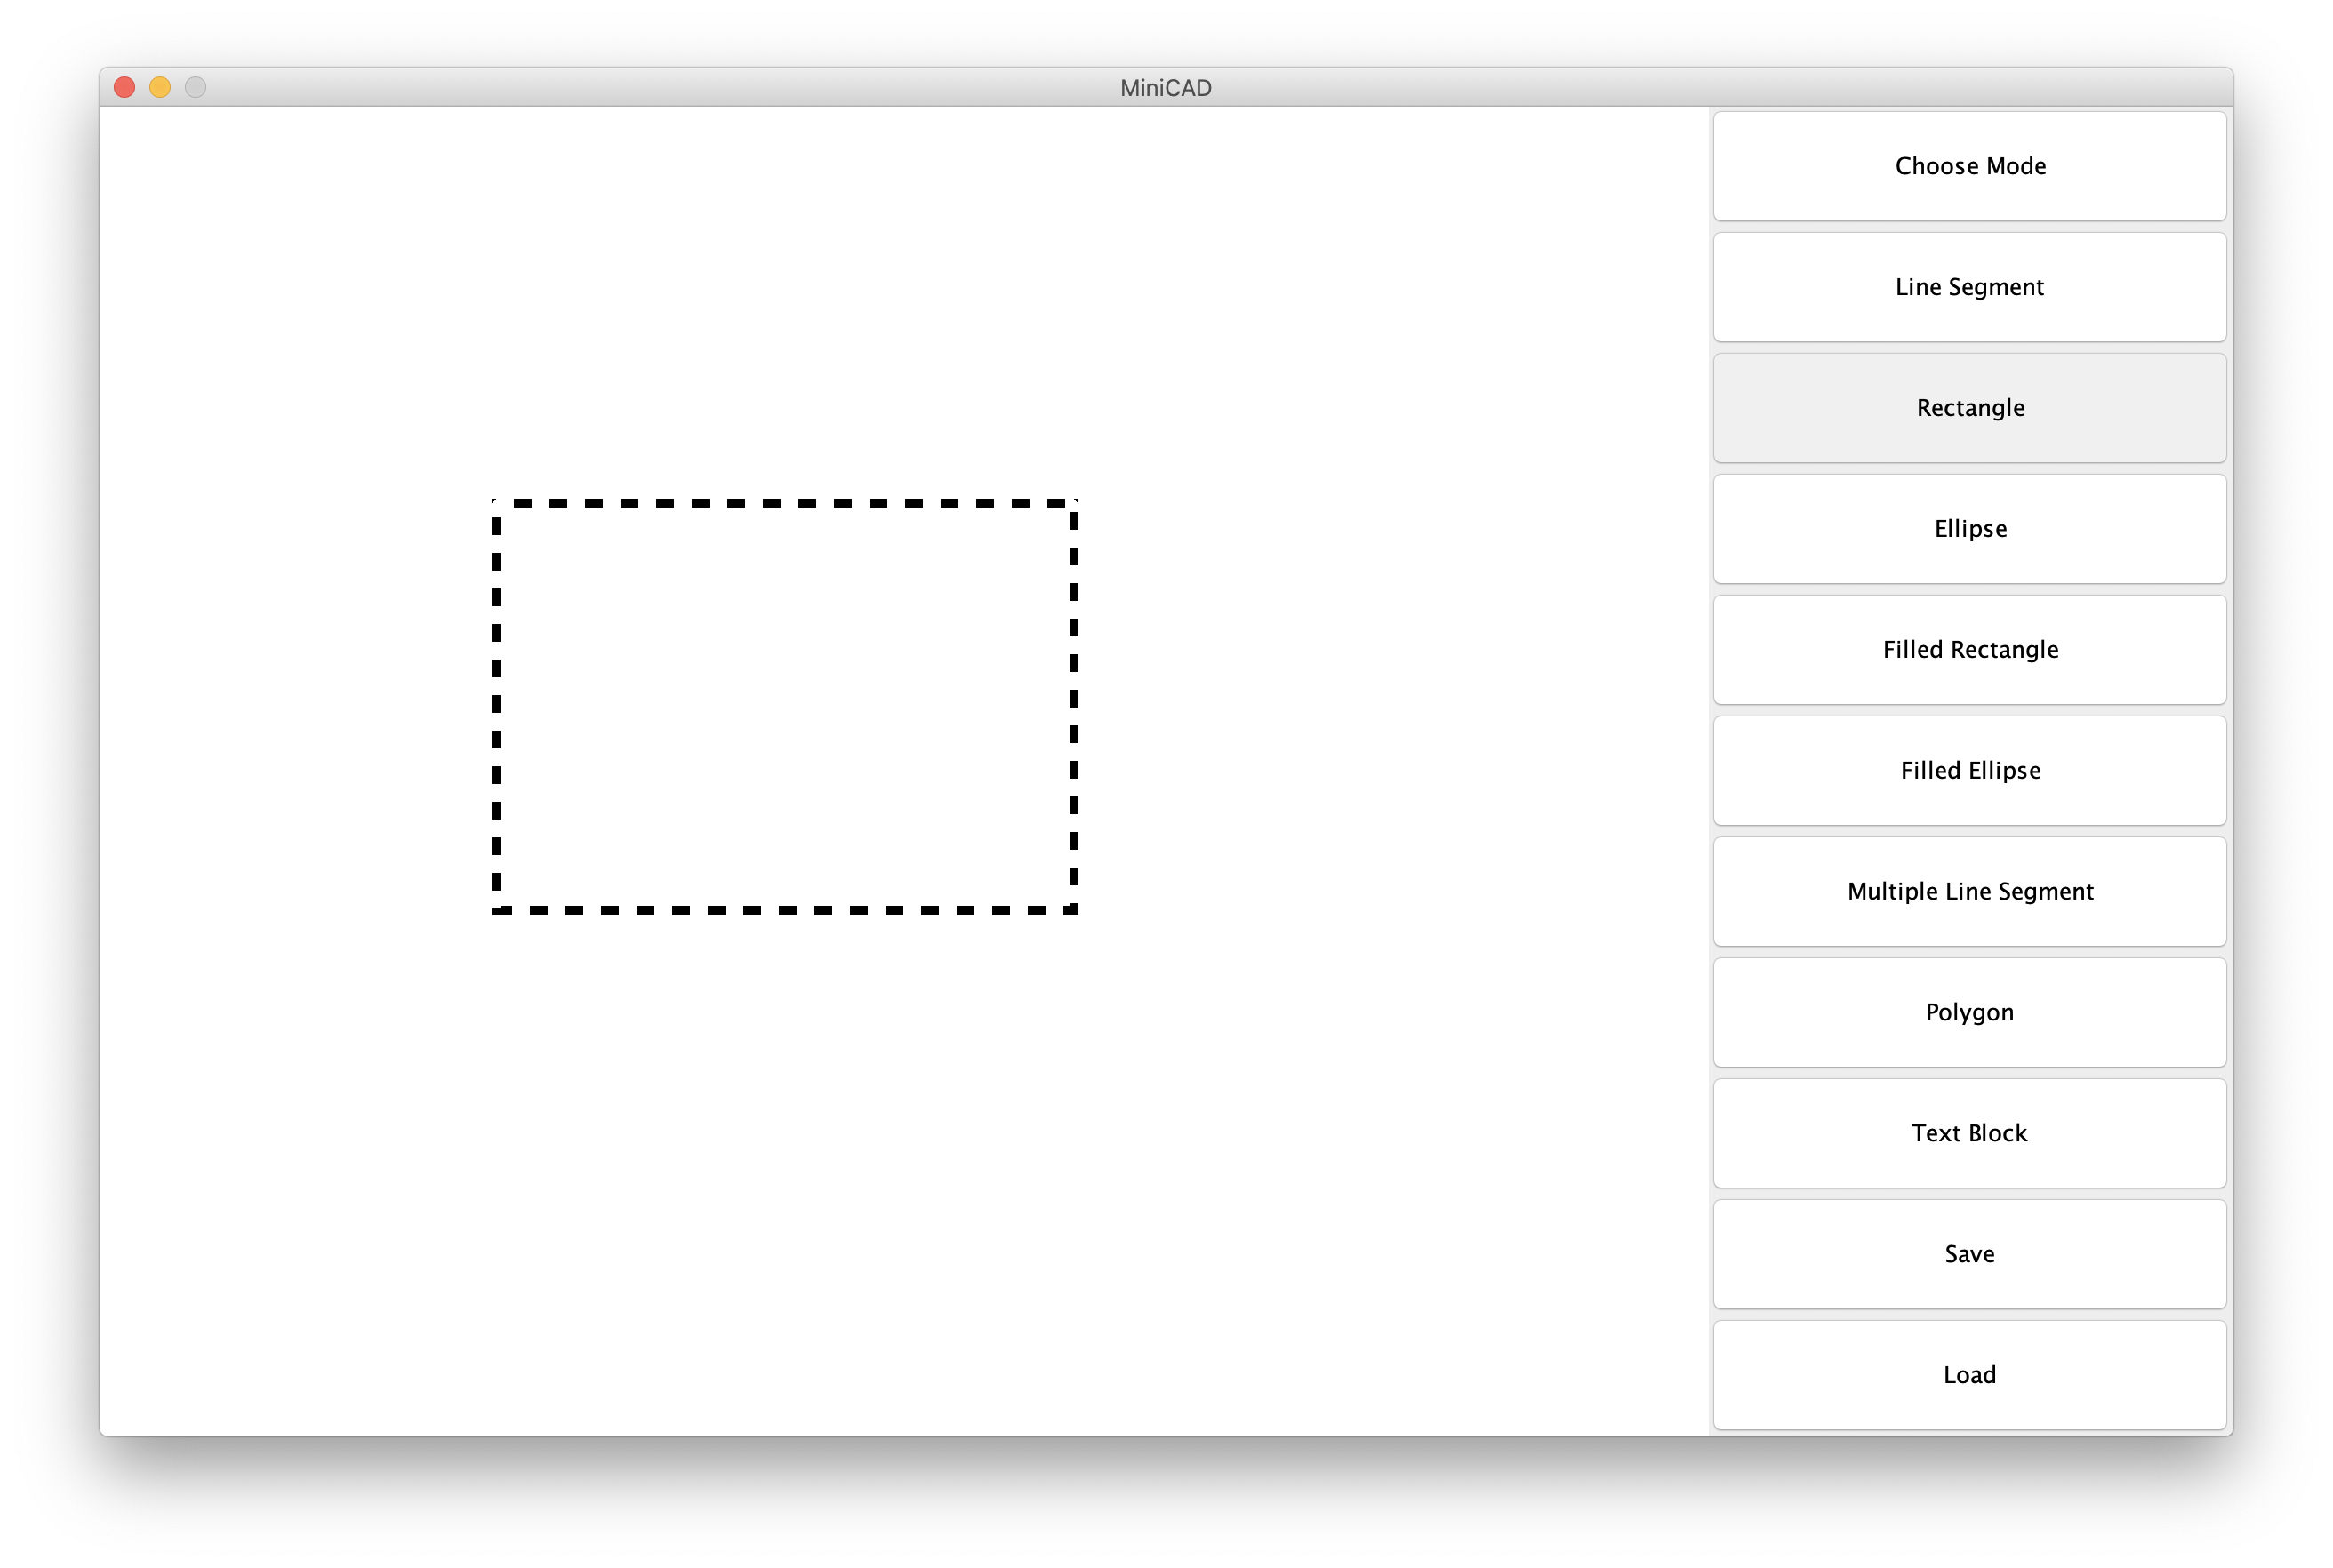 MiniCAD
Choose Mode
Line Segment
Rectangle
Ellipse
Filled Rectangle
Filled Ellipse
Multiple Line Segment
Polygon
Text Block
Save
Load